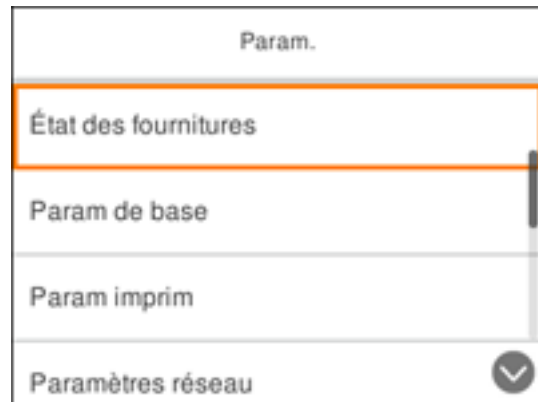 Param.
État des fournitures
Param de base
Param imprim
Paramètres réseau